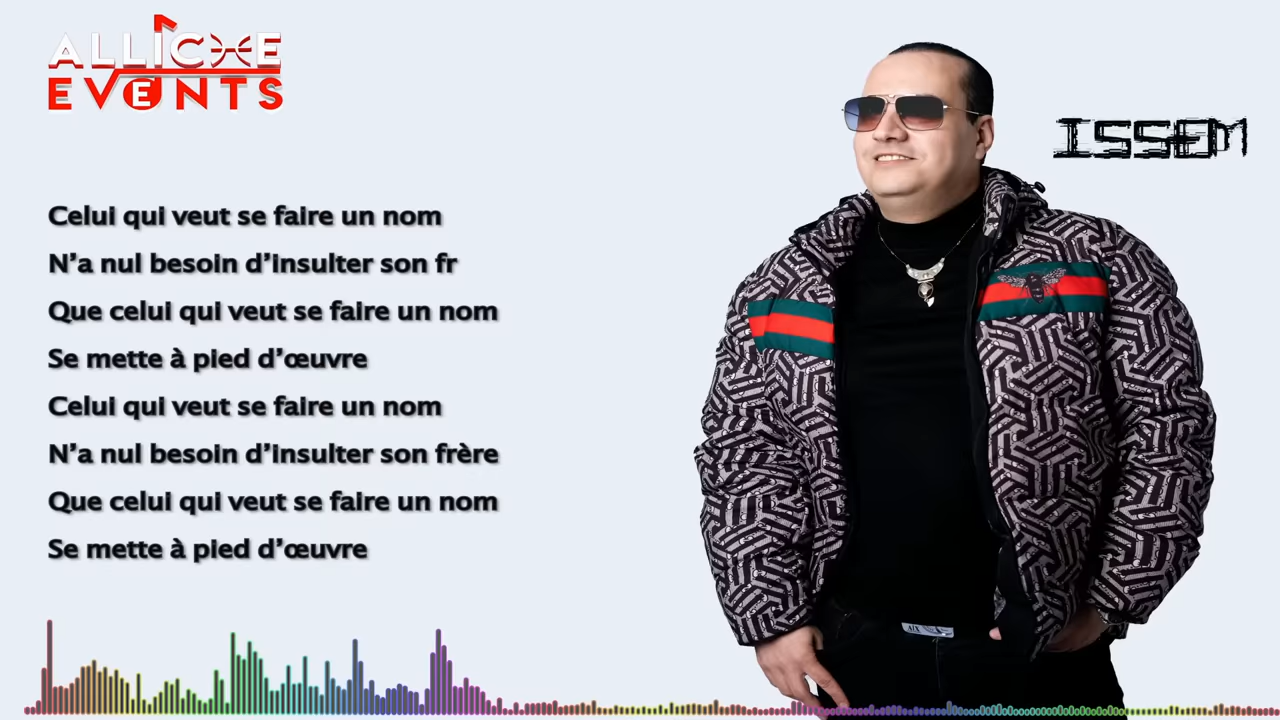 ALLICHE
EVENTS
ISSEM
Celui qui veut se faire un nom
N’a nul besoin d’insulter son fr
Que celui qui veut se faire un nom
Se mette à pied d’œuvre
Celui qui veut se faire un nom
N’a nul besoin d’insulter son frère
Que celui qui veut se faire un nom
Se mette à pied d’œuvre
A|X